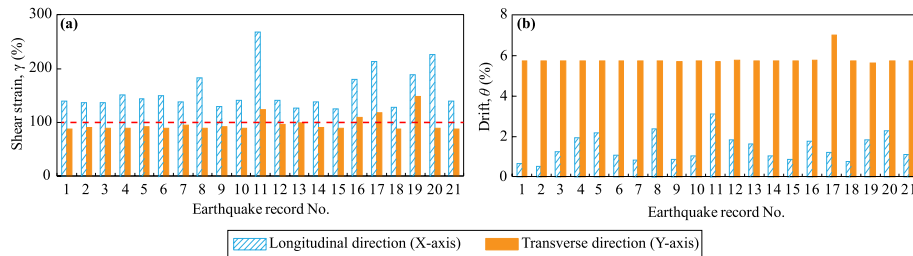 (a)
Shear strain, γ (%)
300
200
100
0
1 2 3 4 5 6 7 8 9 10 11 12 13 14 15 16 17 18 19 20 21
Earthquake record No.
(b)
Drift, θ (%)
8
6
4
2
0
1 2 3 4 5 6 7 8 9 10 11 12 13 14 15 16 17 18 19 20 21
Earthquake record No.
Longitudinal direction (X-axis) Transverse direction (Y-axis)